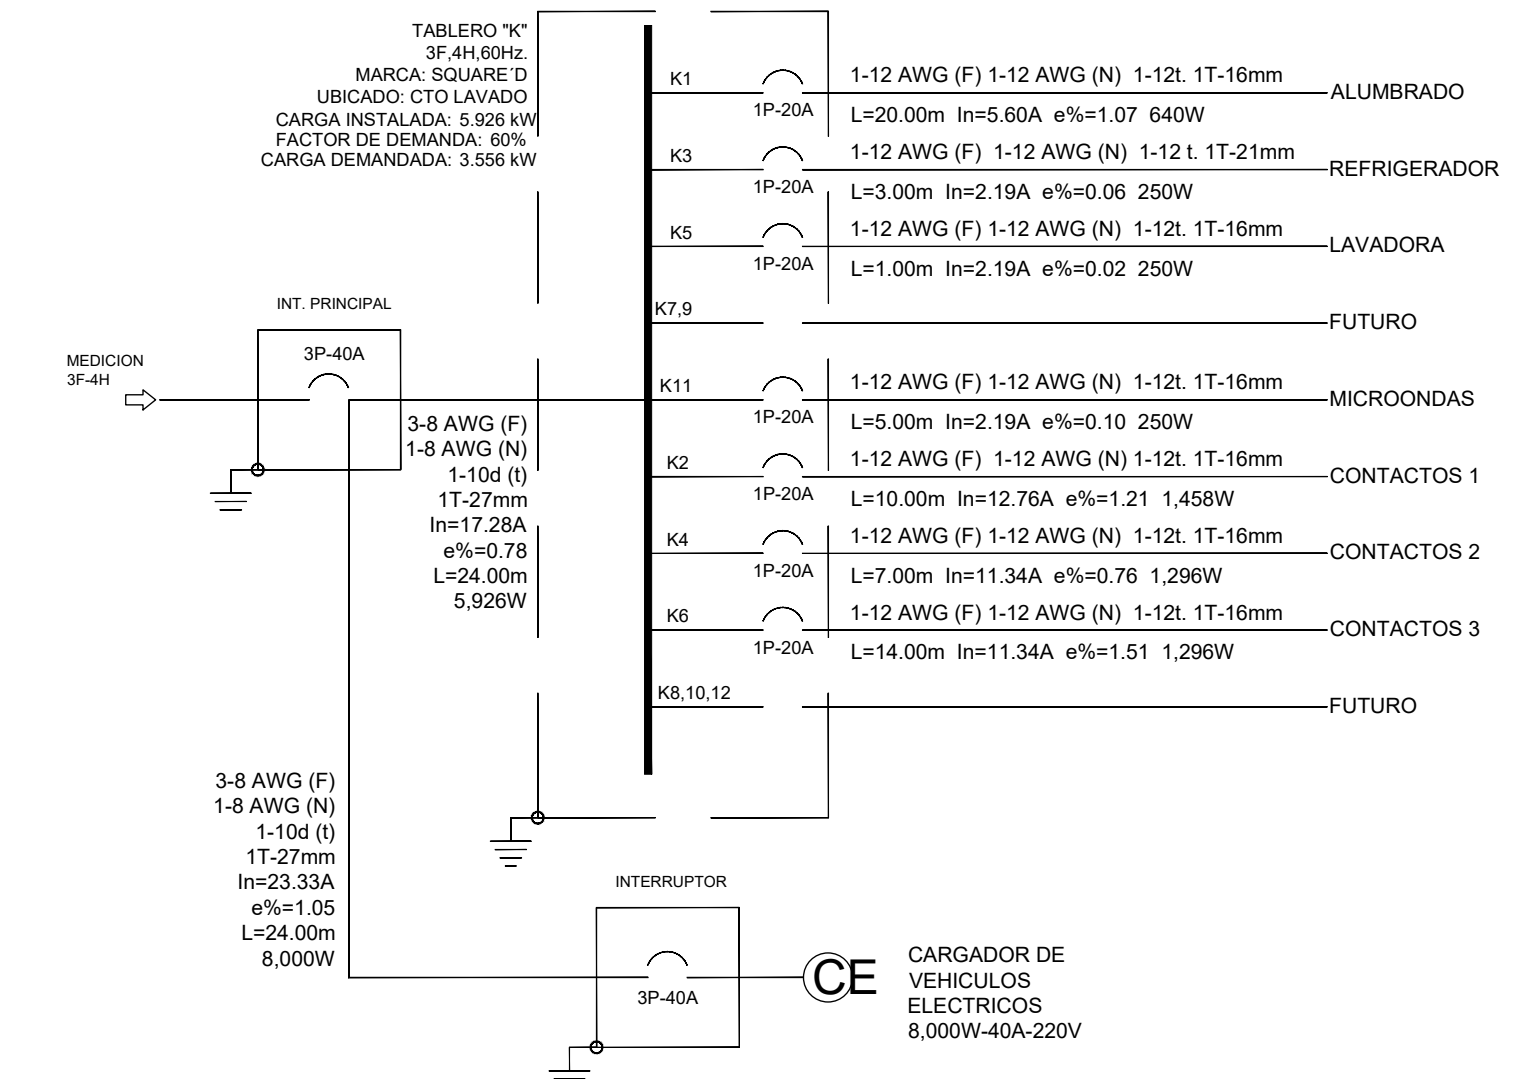 TABLERO "K"
3F,4H,60Hz.
MARCA: SQUARE´D
UBICADO: CTO LAVADO
CARGA INSTALADA: 5.926 kW
FACTOR DE DEMANDA: 60%
CARGA DEMANDADA: 3.556 kW
K1
1P-20A
1-12 AWG (F) 1-12 AWG (N) 1-12t. 1T-16mm
L=20.00m In=5.60A e%=1.07 640W
ALUMBRADO
K3
1P-20A
1-12 AWG (F) 1-12 AWG (N) 1-12 t. 1T-21mm
L=3.00m In=2.19A e%=0.06 250W
REFRIGERADOR
K5
1P-20A
1-12 AWG (F) 1-12 AWG (N) 1-12t. 1T-16mm
L=1.00m In=2.19A e%=0.02 250W
LAVADORA
K7,9
FUTURO
INT. PRINCIPAL
3P-40A
MEDICION
3F-4H
K11
1P-20A
1-12 AWG (F) 1-12 AWG (N) 1-12t. 1T-16mm
L=5.00m In=2.19A e%=0.10 250W
MICROONDAS
3-8 AWG (F)
1-8 AWG (N)
1-10d (t)
1T-27mm
In=17.28A
e%=0.78
L=24.00m
5,926W
K2
1P-20A
1-12 AWG (F) 1-12 AWG (N) 1-12t. 1T-16mm
L=10.00m In=12.76A e%=1.21 1,458W
CONTACTOS 1
K4
1P-20A
1-12 AWG (F) 1-12 AWG (N) 1-12t. 1T-16mm
L=7.00m In=11.34A e%=0.76 1,296W
CONTACTOS 2
K6
1P-20A
1-12 AWG (F) 1-12 AWG (N) 1-12t. 1T-16mm
L=14.00m In=11.34A e%=1.51 1,296W
CONTACTOS 3
K8,10,12
FUTURO
3-8 AWG (F)
1-8 AWG (N)
1-10d (t)
1T-27mm
In=23.33A
e%=1.05
L=24.00m
8,000W
INTERRUPTOR
3P-40A
CE
CARGADOR DE
VEHICULOS
ELECTRICOS
8,000W-40A-220V